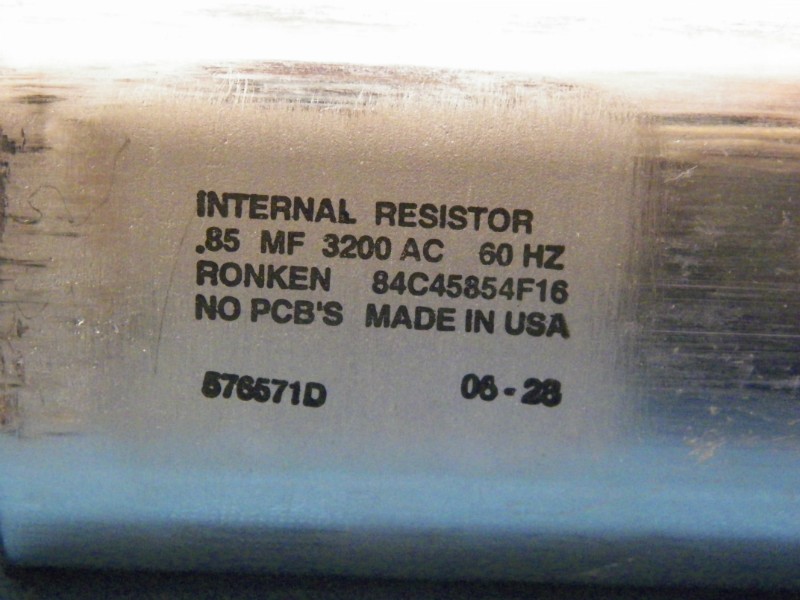 INTERNAL RESISTOR
.85 MF 3200 AC 60 HZ
RONKEN 84C45854F16
NO PCB'S MADE IN USA
576571D 06-28